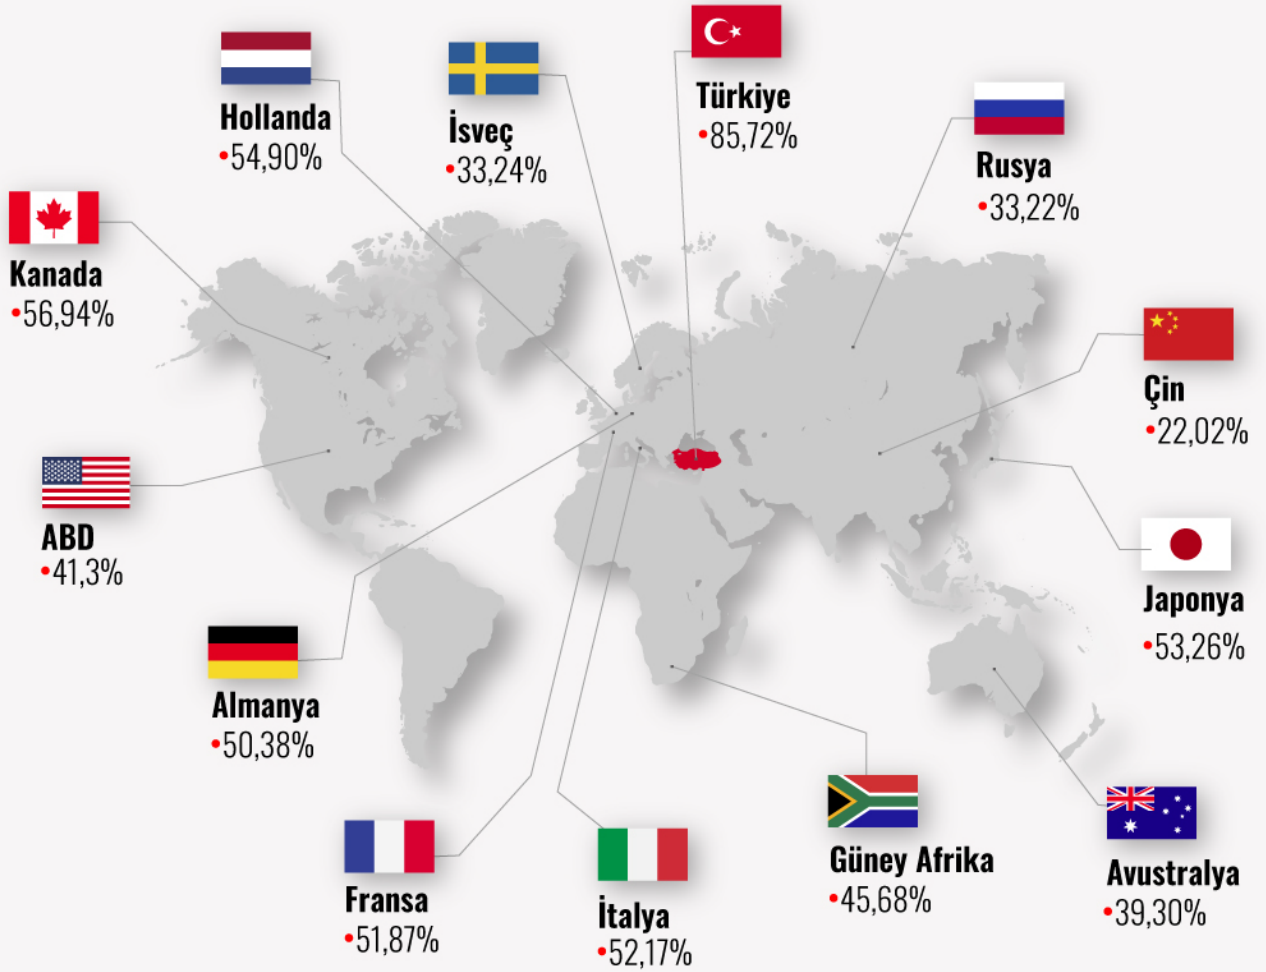 Hollanda
54,90%
İsveç
33,24%
Türkiye
85,72%
Rusya
33,22%
Kanada
56,94%
Çin
22,02%
ABD
41,3%
Japonya
53,26%
Almanya
50,38%
Fransa
51,87%
İtalya
52,17%
Güney Afrika
45,68%
Avustralya
39,30%